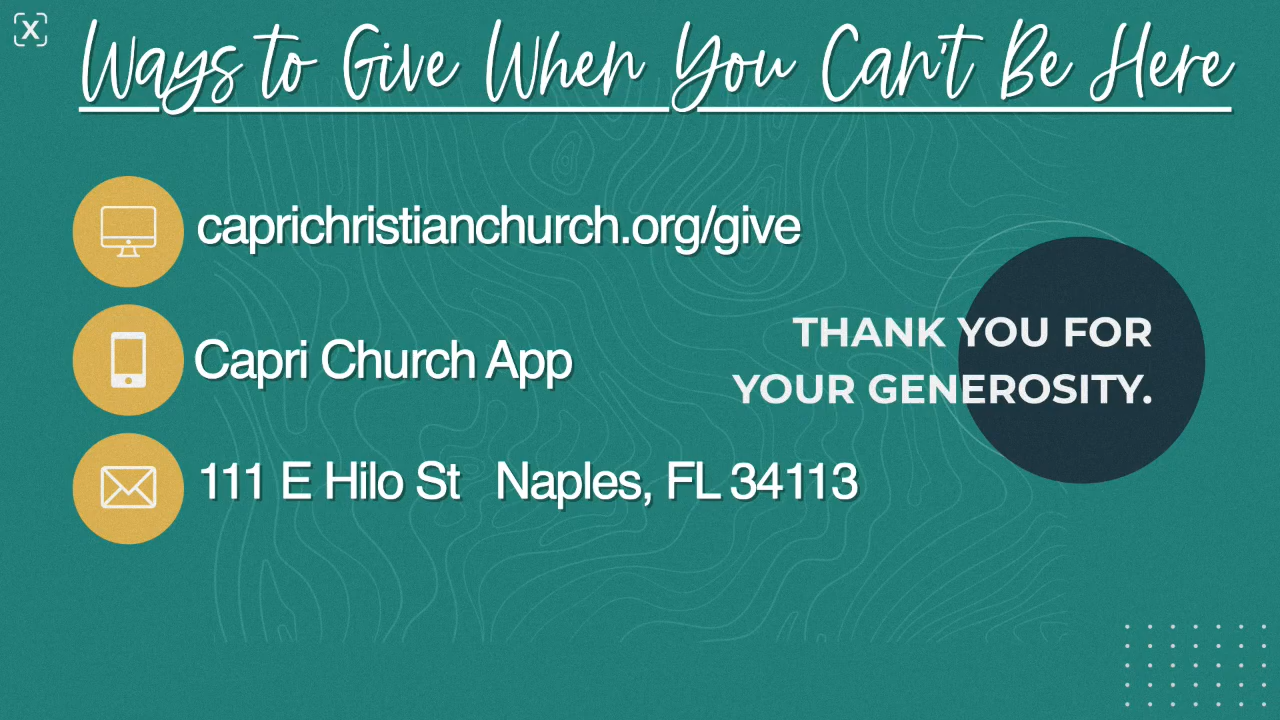 X
Ways to Give When You Can't Be Here
caprichristianchurch.org/give
Capri Church App
111 E Hilo St   Naples, FL 34113
THANK YOU FOR
YOUR GENEROSITY.